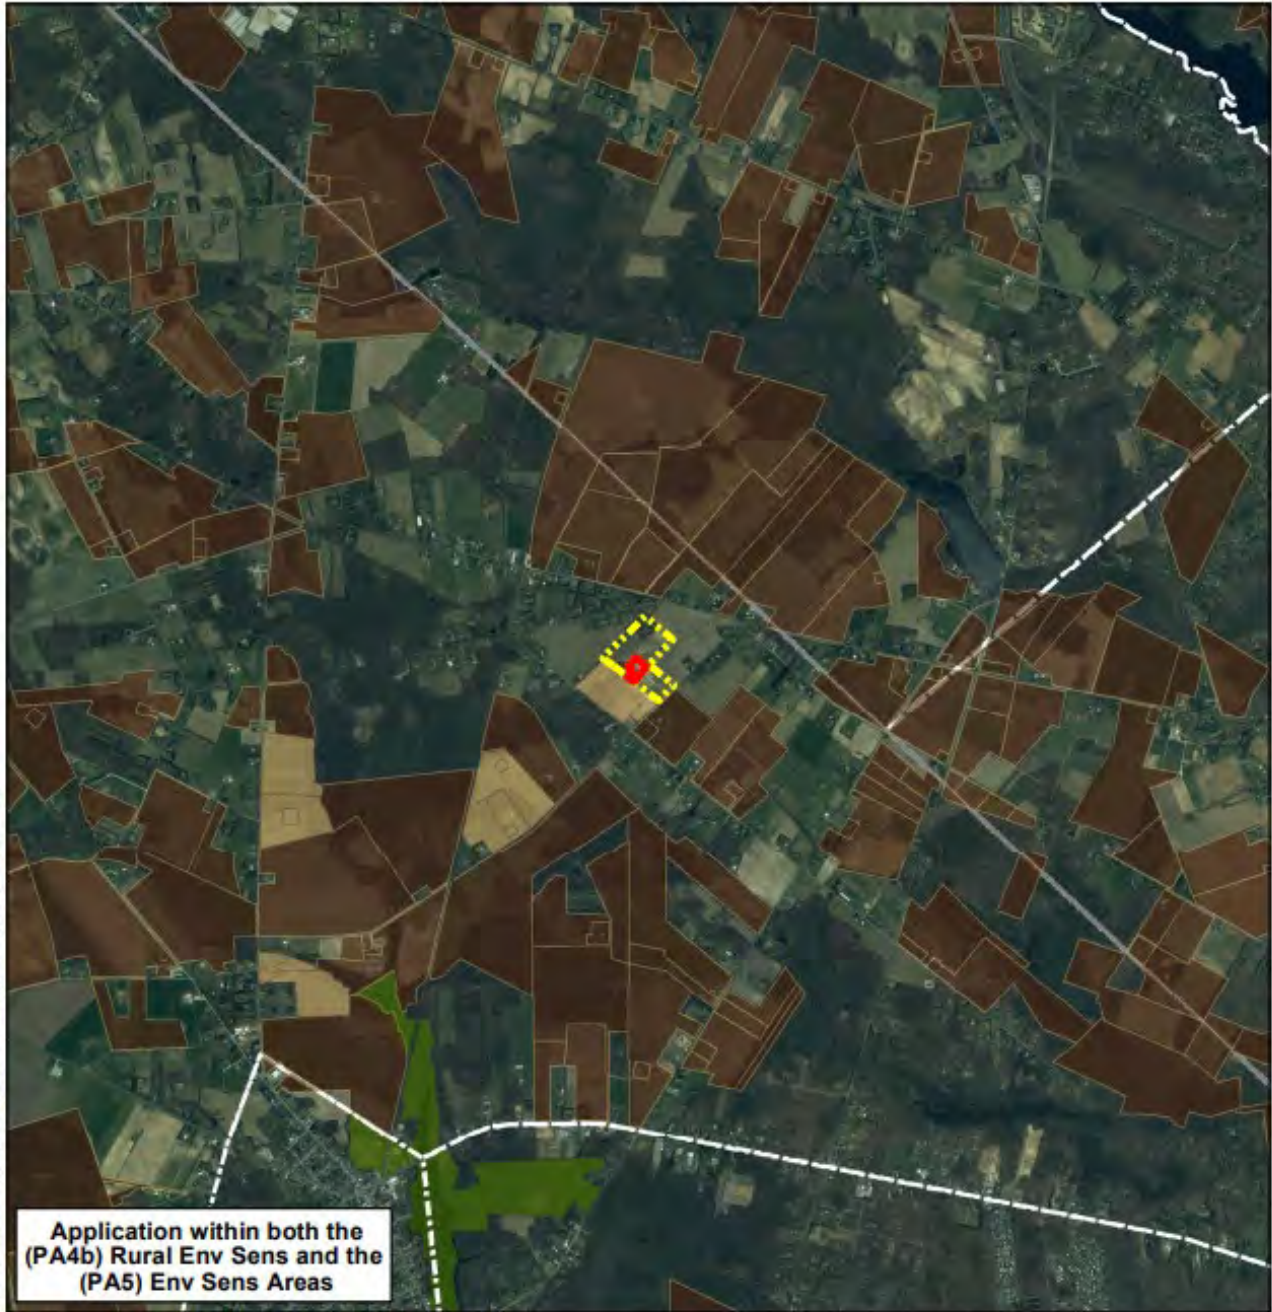 Application within both the
(PA4b) Rural Env Sens and the
(PA5) Env Sens Areas